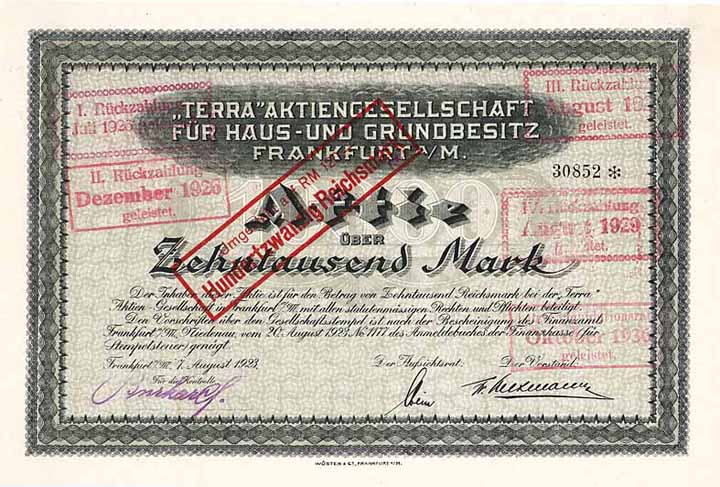 „TERRA" AKTIENGESELLSCHAFT
FÜR HAUS- UND GRUNDBESITZ
FRANKFURT A/M.
30852 *
Aktie
ÜBER
Zehntausend Mark
Der Inhaber dieser Aktie ist für den Betrag von Zehntausend Reichsmark bei der „Terra"
Aktien-Gesellschaft in Frankfurt a/M. mit allen statutenmässigen Rechten und Pflichten beteiligt.
Den Vorschriften über den Gesellschaftsstempel ist nach der Bescheinigung des Finanzamts
Frankfurt a/M. Niedenau, vom 20. August 1923 No 1777 des Anmeldebuches der Finanzkasse (für
Stempelsteuer) genügt.
Frankfurt a/M. 7. August 1923.
Der Aufsichtsrat.
Der Vorstand.
Für die Kontrolle
I. Rückzahlung
Juli 1926
II. Rückzahlung
Dezember 1926
geleistet.
III. Rückzahlung
August
geleistet.
IV. Rückzahlung
August 1929
Oktober 1930
geleistet.
RM
Hundertzwanzig Reichsmark
WÜSTEN & Co., FRANKFURT A/M.